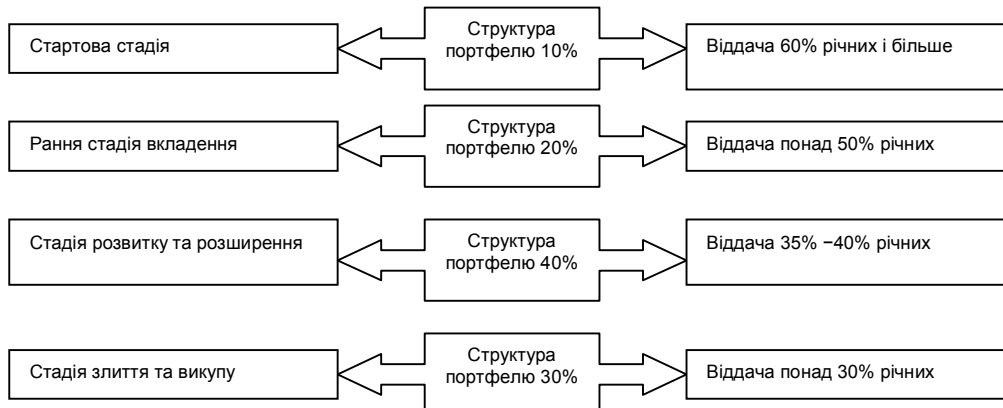 Стартова стадія
Структура
портфелю 10%
Віддача 60% річних і більше
Рання стадія вкладення
Структура
портфелю 20%
Віддача понад 50% річних
Стадія розвитку та розширення
Структура
портфелю 40%
Віддача 35% −40% річних
Стадія злиття та викупу
Структура
портфелю 30%
Віддача понад 30% річних